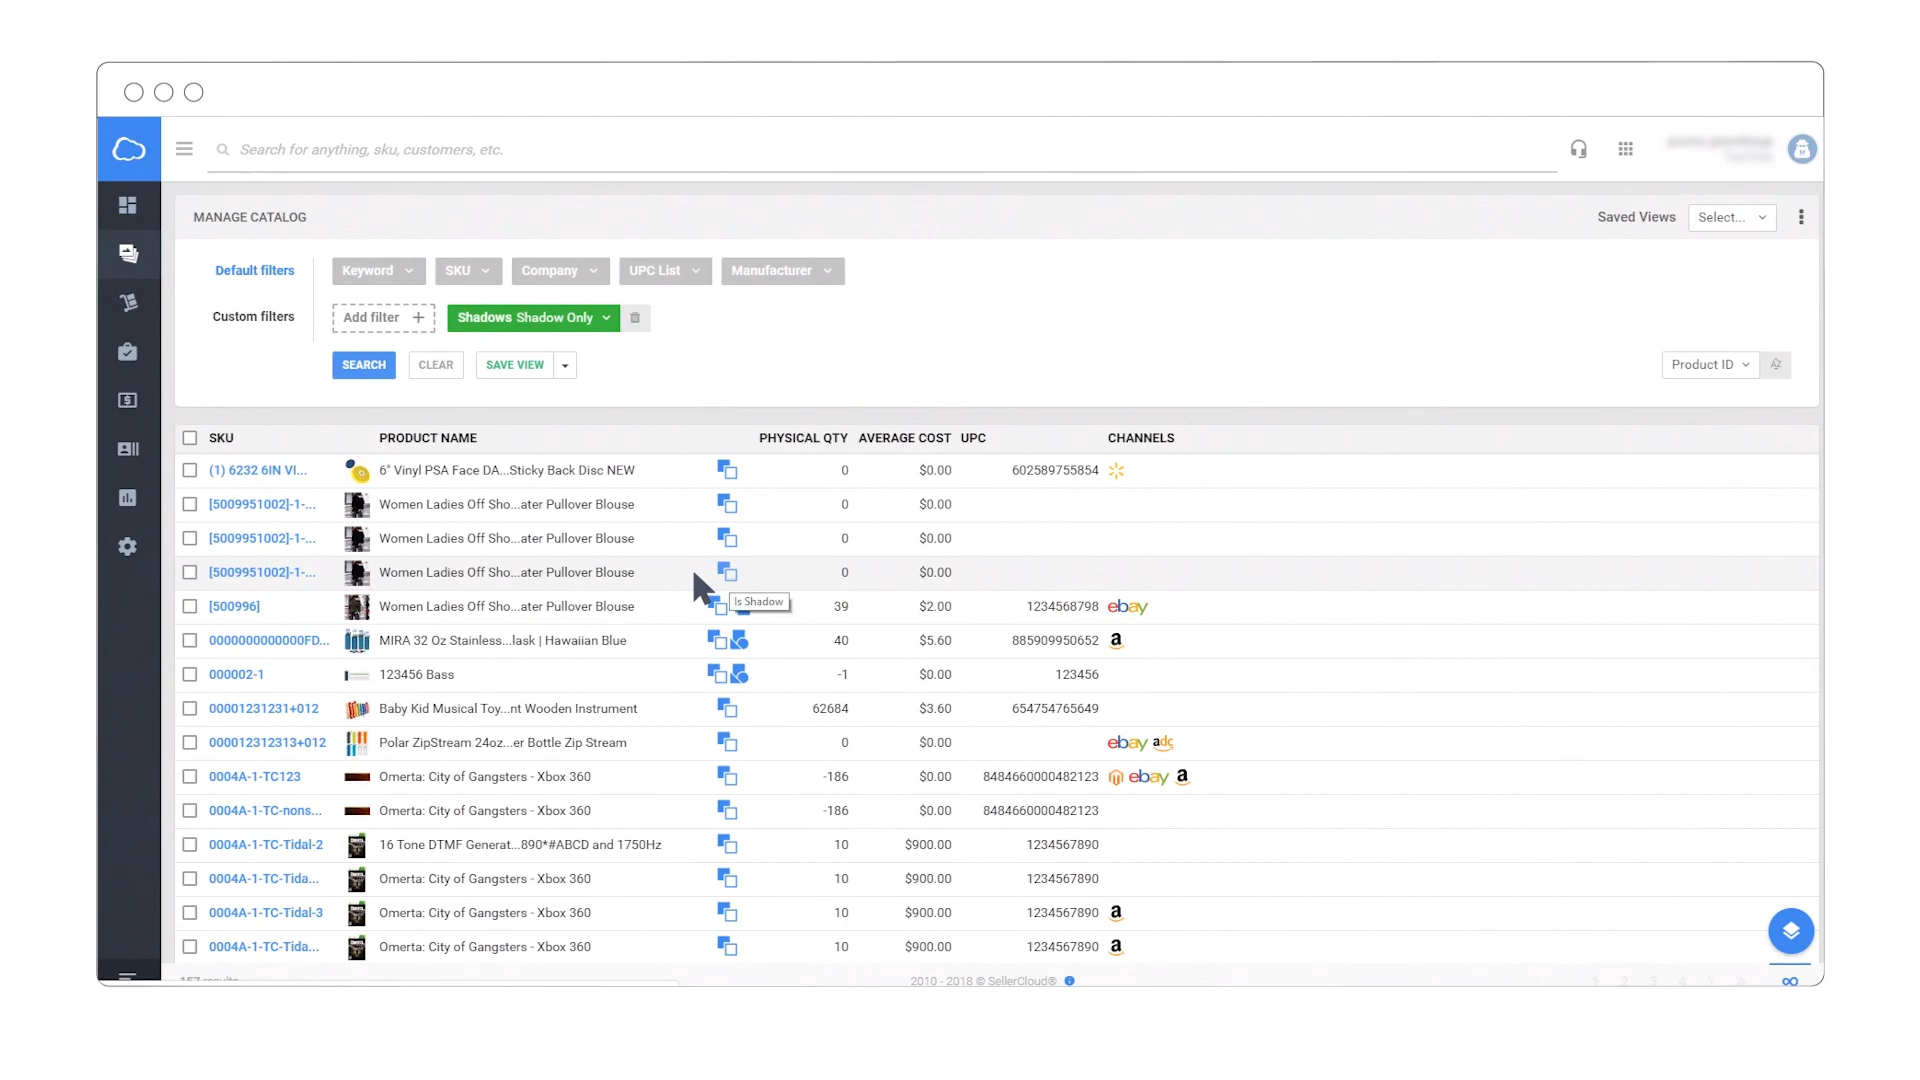 Search for anything, sku, customers, etc.
MANAGE CATALOG
Saved Views Select...
Default filters Keyword SKU Company UPC List Manufacturer
Custom filters Add filter + Shadows Shadow Only
SEARCH CLEAR SAVE VIEW Product ID
SKU PRODUCT NAME PHYSICAL QTY AVERAGE COST UPC CHANNELS
(1) 6232 6IN VI... 6" Vinyl PSA Face DA...Sticky Back Disc NEW 0 $0.00 602589755854
[5009951002]-1-... Women Ladies Off Sho...ater Pullover Blouse 0 $0.00
[5009951002]-1-... Women Ladies Off Sho...ater Pullover Blouse 0 $0.00
[5009951002]-1-... Women Ladies Off Sho...ater Pullover Blouse 0 $0.00
Is Shadow
[500996] Women Ladies Off Sho...ater Pullover Blouse 39 $2.00 1234568798 ebay
0000000000000FD... MIRA 32 Oz Stainless...lask | Hawaiian Blue 40 $5.60 885909950652 a
000002-1 123456 Bass -1 $0.00 123456
00001231231+012 Baby Kid Musical Toy...nt Wooden Instrument 62684 $3.60 654754765649
000012312313+012 Polar ZipStream 24oz...er Bottle Zip Stream 0 $0.00 ebay adc
0004A-1-TC123 Omerta: City of Gangsters - Xbox 360 -186 $0.00 8484660000482123 ebay a
0004A-1-TC-nons... Omerta: City of Gangsters - Xbox 360 -186 $0.00 8484660000482123
0004A-1-TC-Tidal-2 16 Tone DTMF Generat...890*#ABCD and 1750Hz 10 $900.00 1234567890
0004A-1-TC-Tida... Omerta: City of Gangsters - Xbox 360 10 $900.00 1234567890
0004A-1-TC-Tidal-3 Omerta: City of Gangsters - Xbox 360 10 $900.00 1234567890 a
0004A-1-TC-Tida... Omerta: City of Gangsters - Xbox 360 10 $900.00 1234567890 a
157 results 2010 - 2018 © SellerCloud® 1 2 3 4